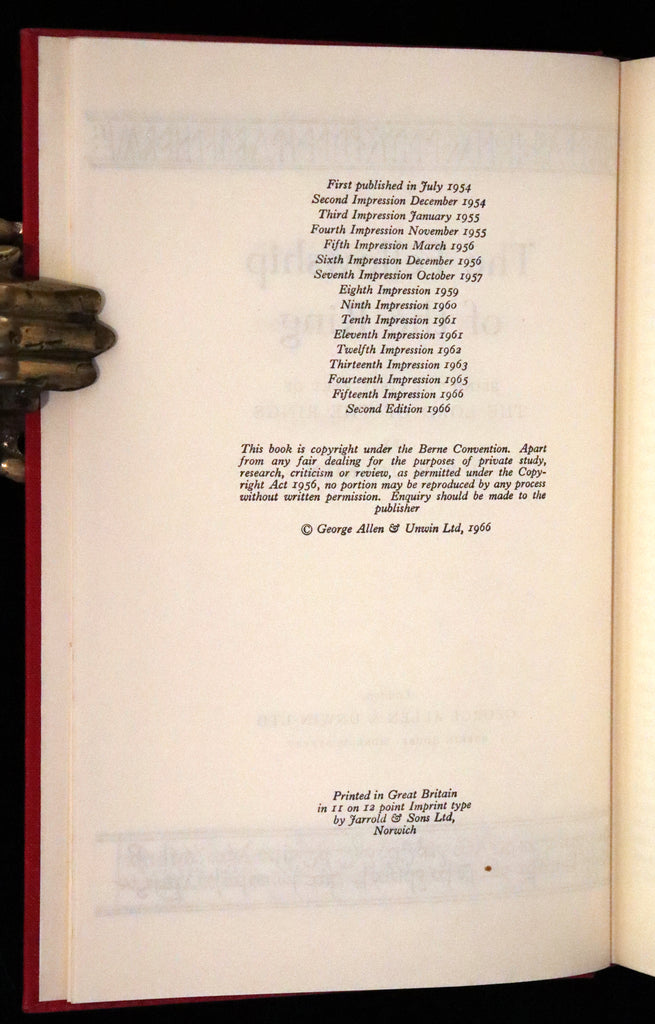 First published in July 1954
Second Impression December 1954
Third Impression January 1955
Fourth Impression November 1955
Fifth Impression March 1956
Sixth Impression December 1956
Seventh Impression October 1957
Eighth Impression 1959
Ninth Impression 1960
Tenth Impression 1961
Eleventh Impression 1961
Twelfth Impression 1962
Thirteenth Impression 1963
Fourteenth Impression 1965
Fifteenth Impression 1966
Second Edition 1966
This book is copyright under the Berne Convention. Apart
from any fair dealing for the purposes of private study,
research, criticism or review, as permitted under the Copy-
right Act 1956, no portion may be reproduced by any process
without written permission. Enquiry should be made to the
publisher
© George Allen & Unwin Ltd, 1966
Printed in Great Britain
in 11 on 12 point Imprint type
by Jarrold & Sons Ltd,
Norwich